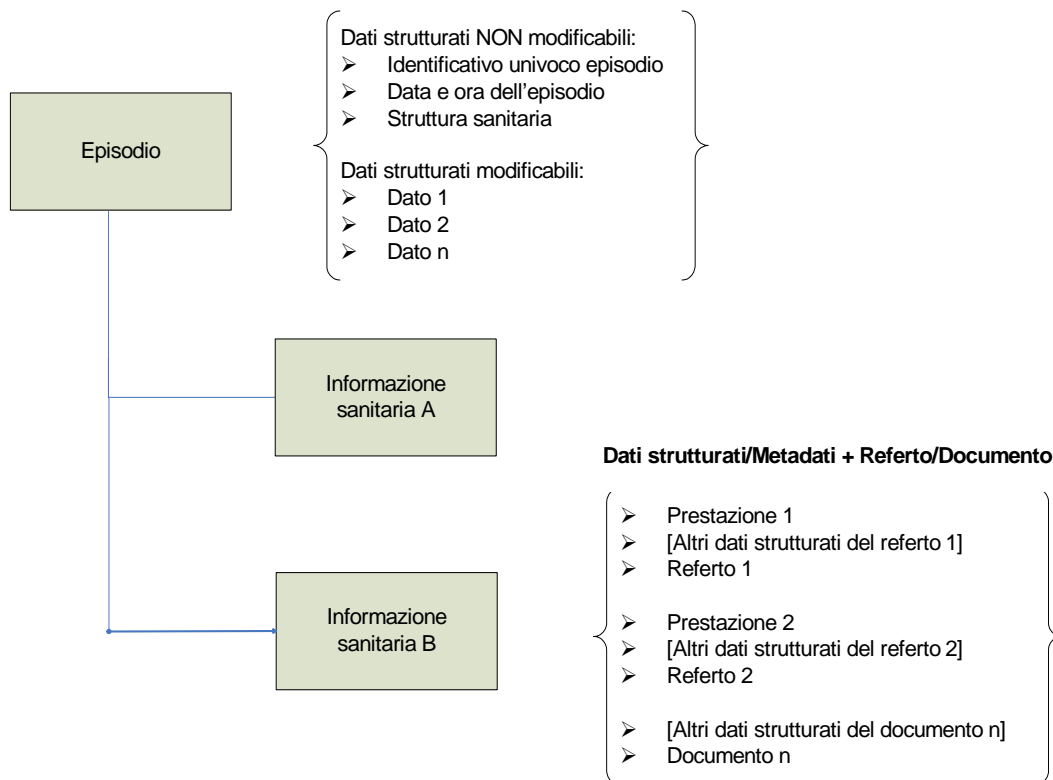 Dati strutturati NON modificabili:
➢ Identificativo univoco episodio
➢ Data e ora dell'episodio
➢ Struttura sanitaria
Episodio
Dati strutturati modificabili:
➢ Dato 1
➢ Dato 2
➢ Dato n
Informazione
sanitaria A
Dati strutturati/Metadati + Referto/Documento
➢ Prestazione 1
➢ [Altri dati strutturati del referto 1]
➢ Referto 1
Informazione
sanitaria B
➢ Prestazione 2
➢ [Altri dati strutturati del referto 2]
➢ Referto 2
➢ [Altri dati strutturati del documento n]
➢ Documento n